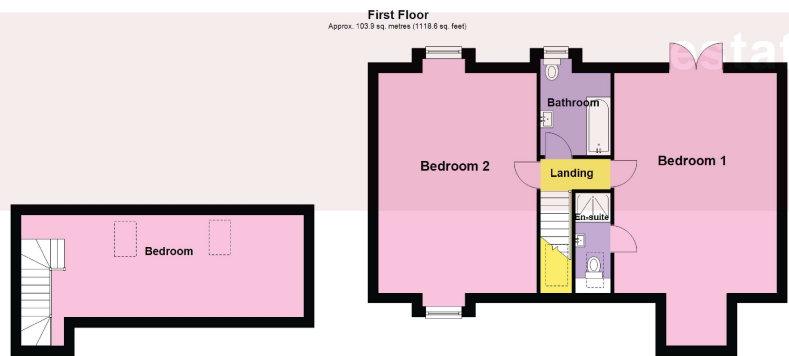 First Floor
Approx. 103.9 sq. metres (1118.6 sq. feet)
estat
Bathroom
Bedroom 2
Landing
Bedroom 1
En-suite
Bedroom